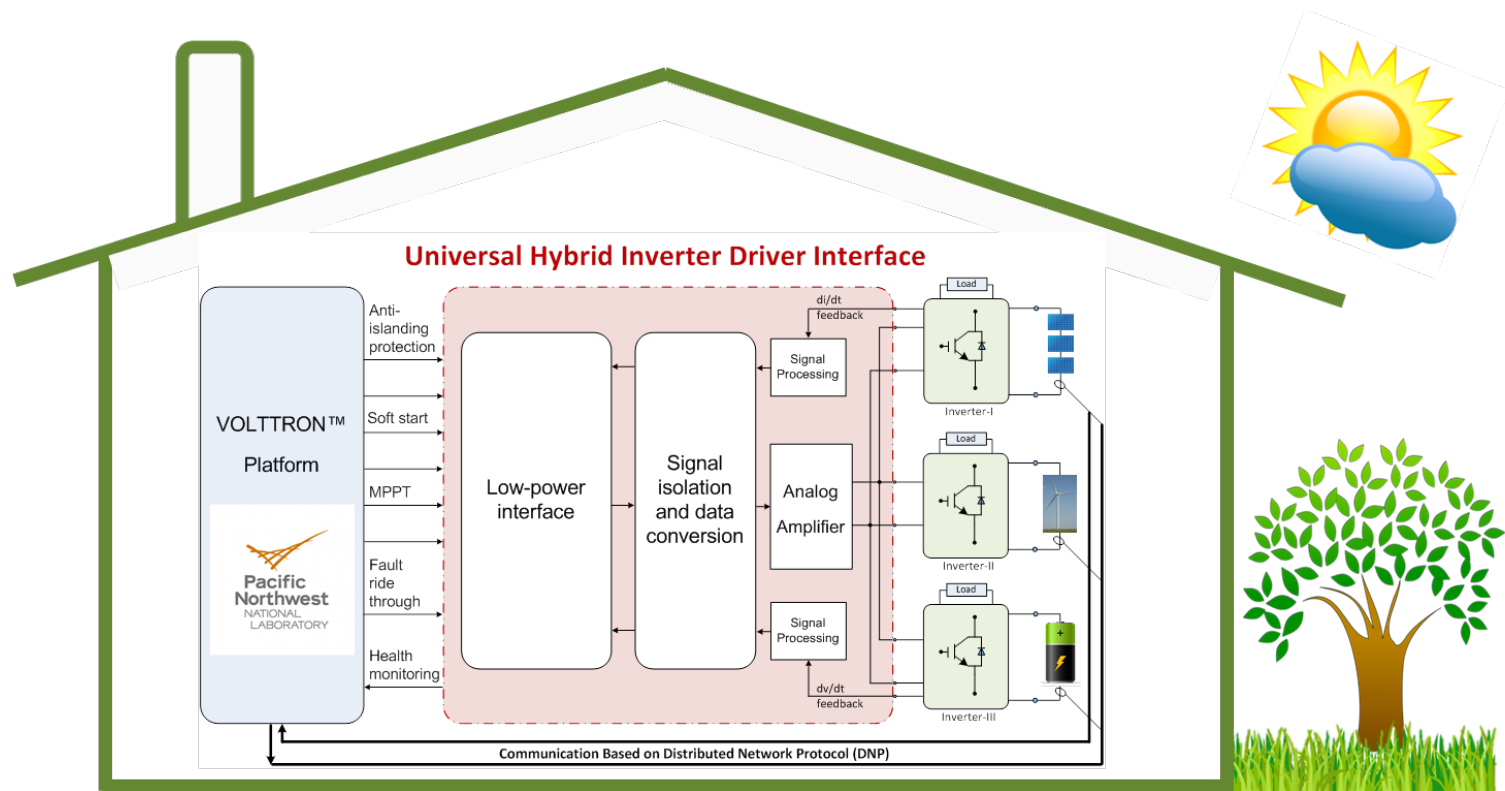 Universal Hybrid Inverter Driver Interface
VOLTTRON™
Platform
Pacific
Northwest
NATIONAL
LABORATORY
Anti-
islanding
protection
Soft start
MPPT
Fault
ride
through
Health
monitoring
Low-power
interface
Signal
isolation
and data
conversion
di/dt
feedback
Signal
Processing
Analog
Amplifier
Signal
Processing
dv/dt
feedback
Load
Inverter-I
Load
Inverter-II
Load
+
Inverter-III
Communication Based on Distributed Network Protocol (DNP)